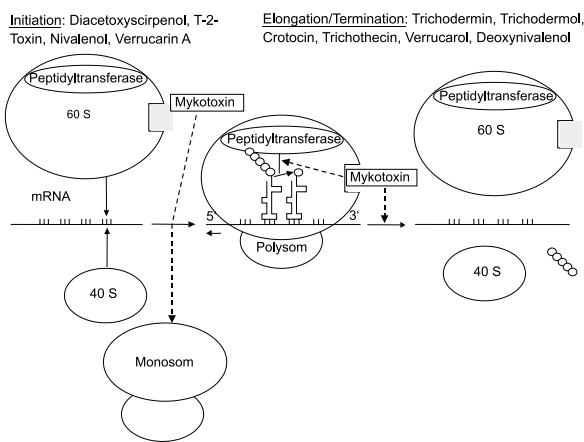 Initiation: Diacetoxyscirpenol, T-2-
Toxin, Nivalenol, Verrucarin A
Elongation/Termination: Trichodermin, Trichodermol,
Crotocin, Trichothecin, Verrucarol, Deoxynivalenol
Peptidyltransferase
60 S
Mykotoxin
mRNA
40 S
Monosom
Peptidyltransferase
Mykotoxin
5'
3'
Polysom
Peptidyltransferase
60 S
40 S